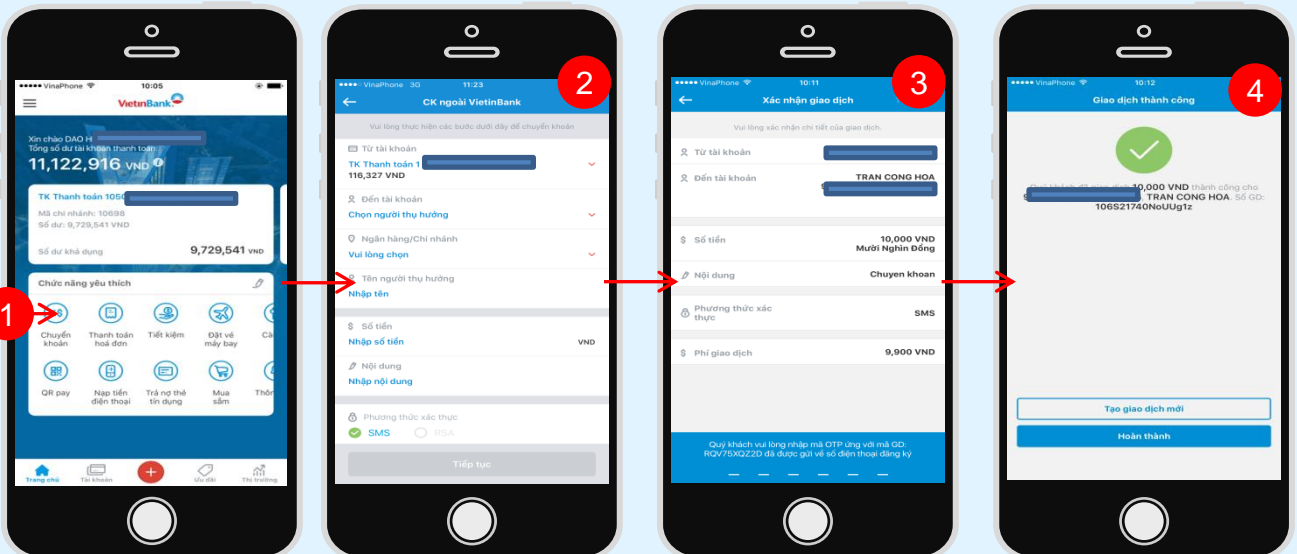 1
VinaPhone
10:05
VietinBank
Xin chào DAO H
Tổng số dư tài khoản thanh toán:
11,122,916 VND
TK Thanh toán 1050
Mã chi nhánh: 10698
Số dư: 9,729,541 VND
Số dư khả dụng 9,729,541 VND
Chức năng yêu thích
Chuyển khoản
Thanh toán hoá đơn
Tiết kiệm
Đặt vé máy bay
QR pay
Nạp tiền điện thoại
Trả nợ thẻ tín dụng
Mua sắm
Trang chủ
Tài khoản
Ưu đãi
Thị trường
2
VinaPhone 3G 11:23
CK ngoài VietinBank
Vui lòng thực hiện các bước dưới đây để chuyển khoản
Từ tài khoản
TK Thanh toán 1
116,327 VND
Đến tài khoản
Chọn người thụ hưởng
Ngân hàng/Chi nhánh
Vui lòng chọn
Tên người thụ hưởng
Nhập tên
$ Số tiền
Nhập số tiền VND
Nội dung
Nhập nội dung
Phương thức xác thực
SMS RSA
Tiếp tục
3
VinaPhone 10:11
Xác nhận giao dịch
Vui lòng xác nhận chi tiết của giao dịch.
Từ tài khoản
Đến tài khoản TRAN CONG HOA
$ Số tiền 10,000 VND
Mười Nghìn Đồng
Nội dung Chuyen khoan
Phương thức xác
thực
SMS
$ Phí giao dịch 9,900 VND
Quý khách vui lòng nhập mã OTP ứng với mã GD:
RQV75XQZ2D đã được gửi về số điện thoại đăng ký
4
VinaPhone 10:12
Giao dịch thành công
10,000 VND thành công cho
9 , TRAN CONG HOA. Số GD:
106S21740NoUUg1z
Tạo giao dịch mới
Hoàn thành